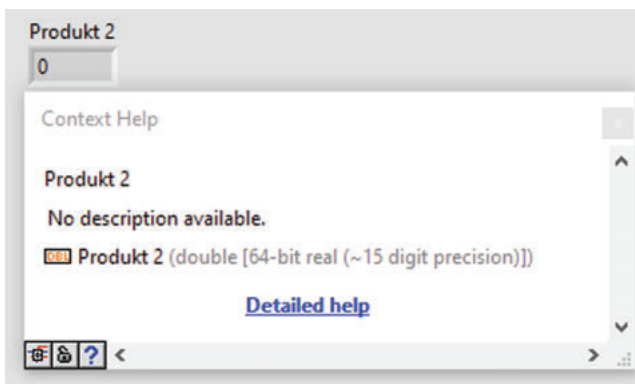 Produkt 2
0
Context Help
Produkt 2
No description available.
DBL Produkt 2 (double [64-bit real (~15 digit precision)])
Detailed help
?